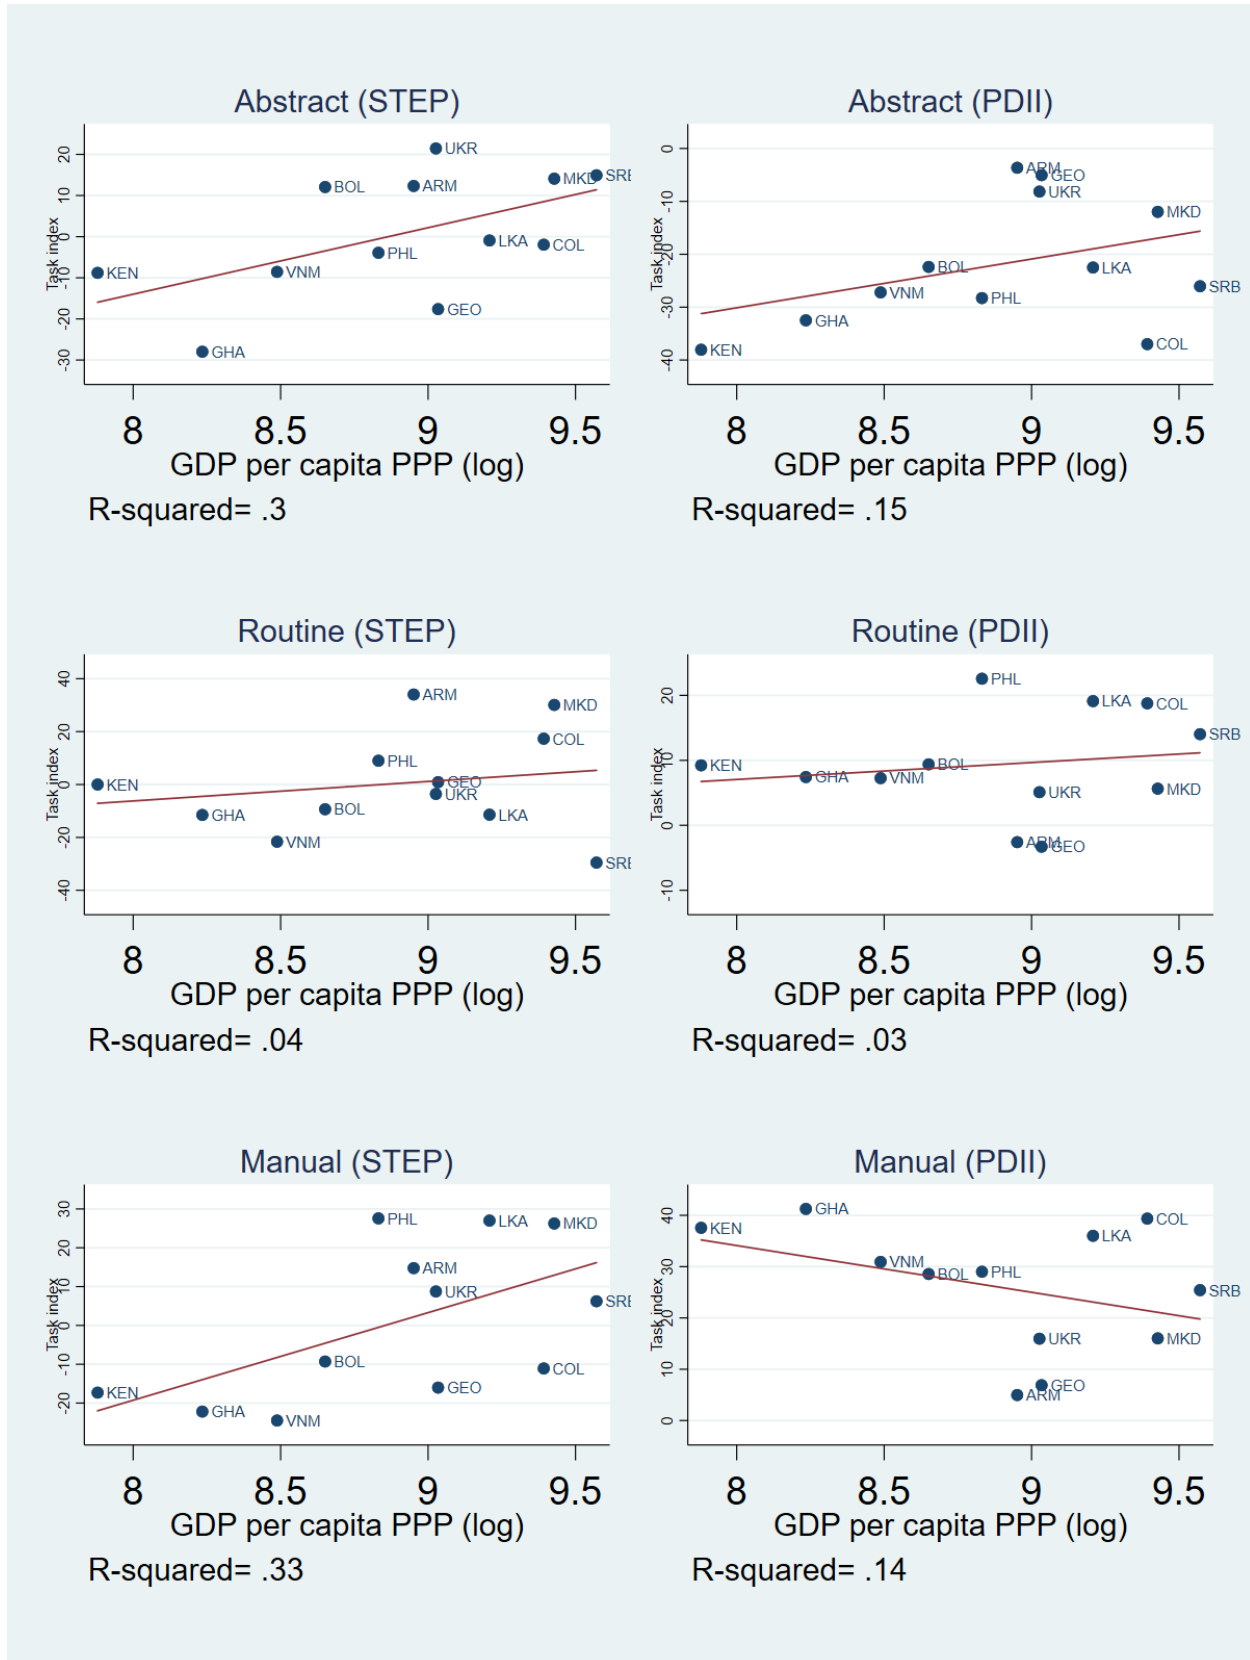 Abstract (STEP)
Task index
20
10
0
-10
-20
-30
UKR
BOL
ARM
MKD
SRB
PHL
LKA
COL
KEN
VNM
GEO
GHA
8 8.5 9 9.5
GDP per capita PPP (log)
R-squared= .3
Abstract (PDII)
Task index
0
-10
-20
-30
-40
ARM
GEO
UKR
MKD
BOL
LKA
VNM
PHL
SRB
GHA
KEN
COL
8 8.5 9 9.5
GDP per capita PPP (log)
R-squared= .15
Routine (STEP)
Task index
40
20
0
-20
-40
ARM
MKD
COL
PHL
KEN
GEO
UKR
GHA
BOL
LKA
VNM
SRB
8 8.5 9 9.5
GDP per capita PPP (log)
R-squared= .04
Routine (PDII)
Task index
20
10
0
-10
PHL
LKA
COL
SRB
KEN
BOL
GHA
VNM
UKR
MKD
ARM
GEO
8 8.5 9 9.5
GDP per capita PPP (log)
R-squared= .03
Manual (STEP)
Task index
30
20
10
0
-10
-20
PHL
LKA
MKD
ARM
UKR
SRB
BOL
COL
GEO
KEN
GHA
VNM
8 8.5 9 9.5
GDP per capita PPP (log)
R-squared= .33
Manual (PDII)
Task index
40
30
20
10
0
GHA
COL
KEN
LKA
VNM
BOL
PHL
SRB
UKR
MKD
GEO
ARM
8 8.5 9 9.5
GDP per capita PPP (log)
R-squared= .14